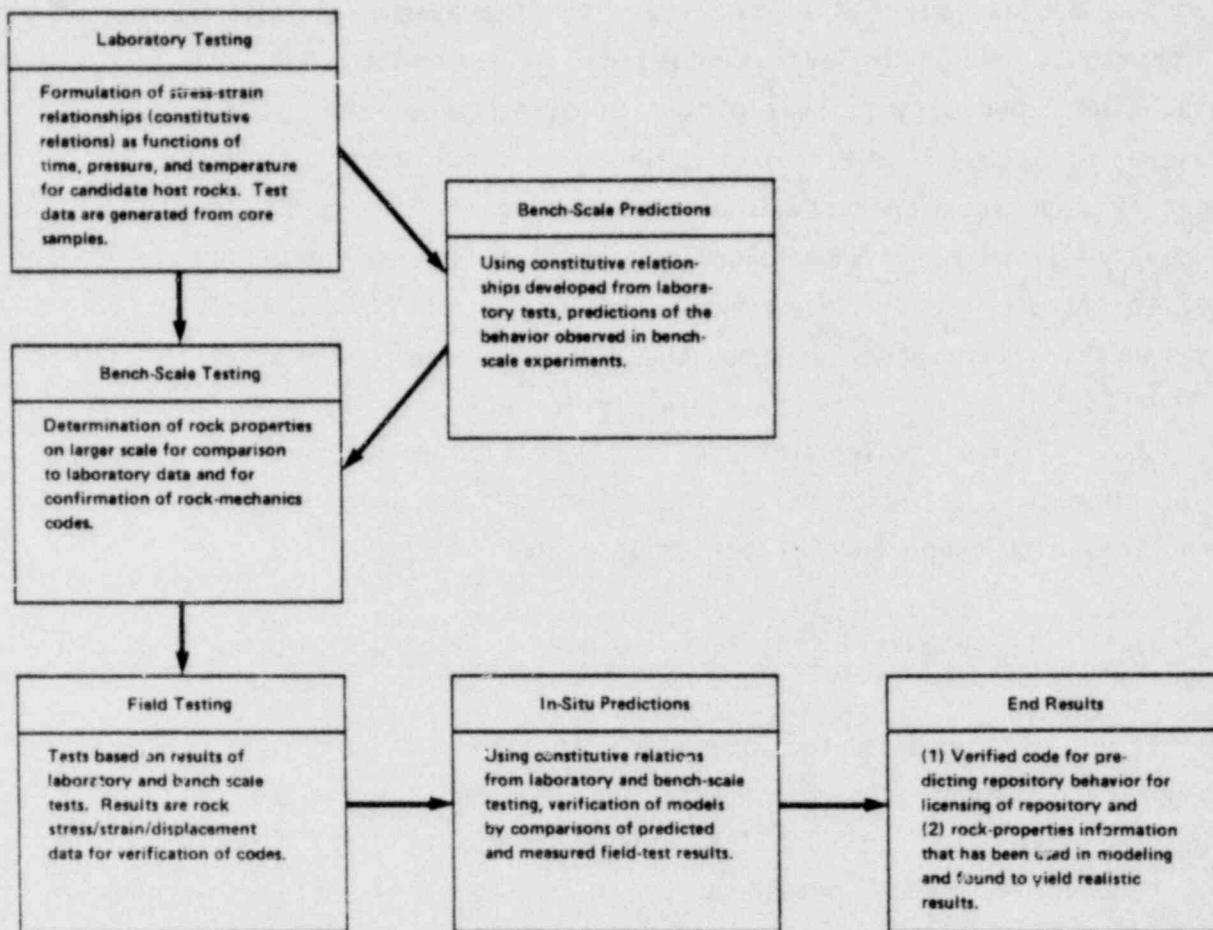 Laboratory Testing
Formulation of stress-strain
relationships (constitutive
relations) as functions of
time, pressure, and temperature
for candidate host rocks. Test
data are generated from core
samples.
Bench-Scale Predictions
Using constitutive relation-
ships developed from labora-
tory tests, predictions of the
behavior observed in bench-
scale experiments.
Bench-Scale Testing
Determination of rock properties
on larger scale for comparison
to laboratory data and for
confirmation of rock-mechanics
codes.
Field Testing
Tests based on results of
laboratory and bench scale
tests. Results are rock
stress/strain/displacement
data for verification of codes.
In-Situ Predictions
Using constitutive relations
from laboratory and bench-scale
testing, verification of models
by comparisons of predicted
and measured field-test results.
End Results
(1) Verified code for pre-
dicting repository behavior for
licensing of repository and
(2) rock-properties information
that has been used in modeling
and found to yield realistic
results.